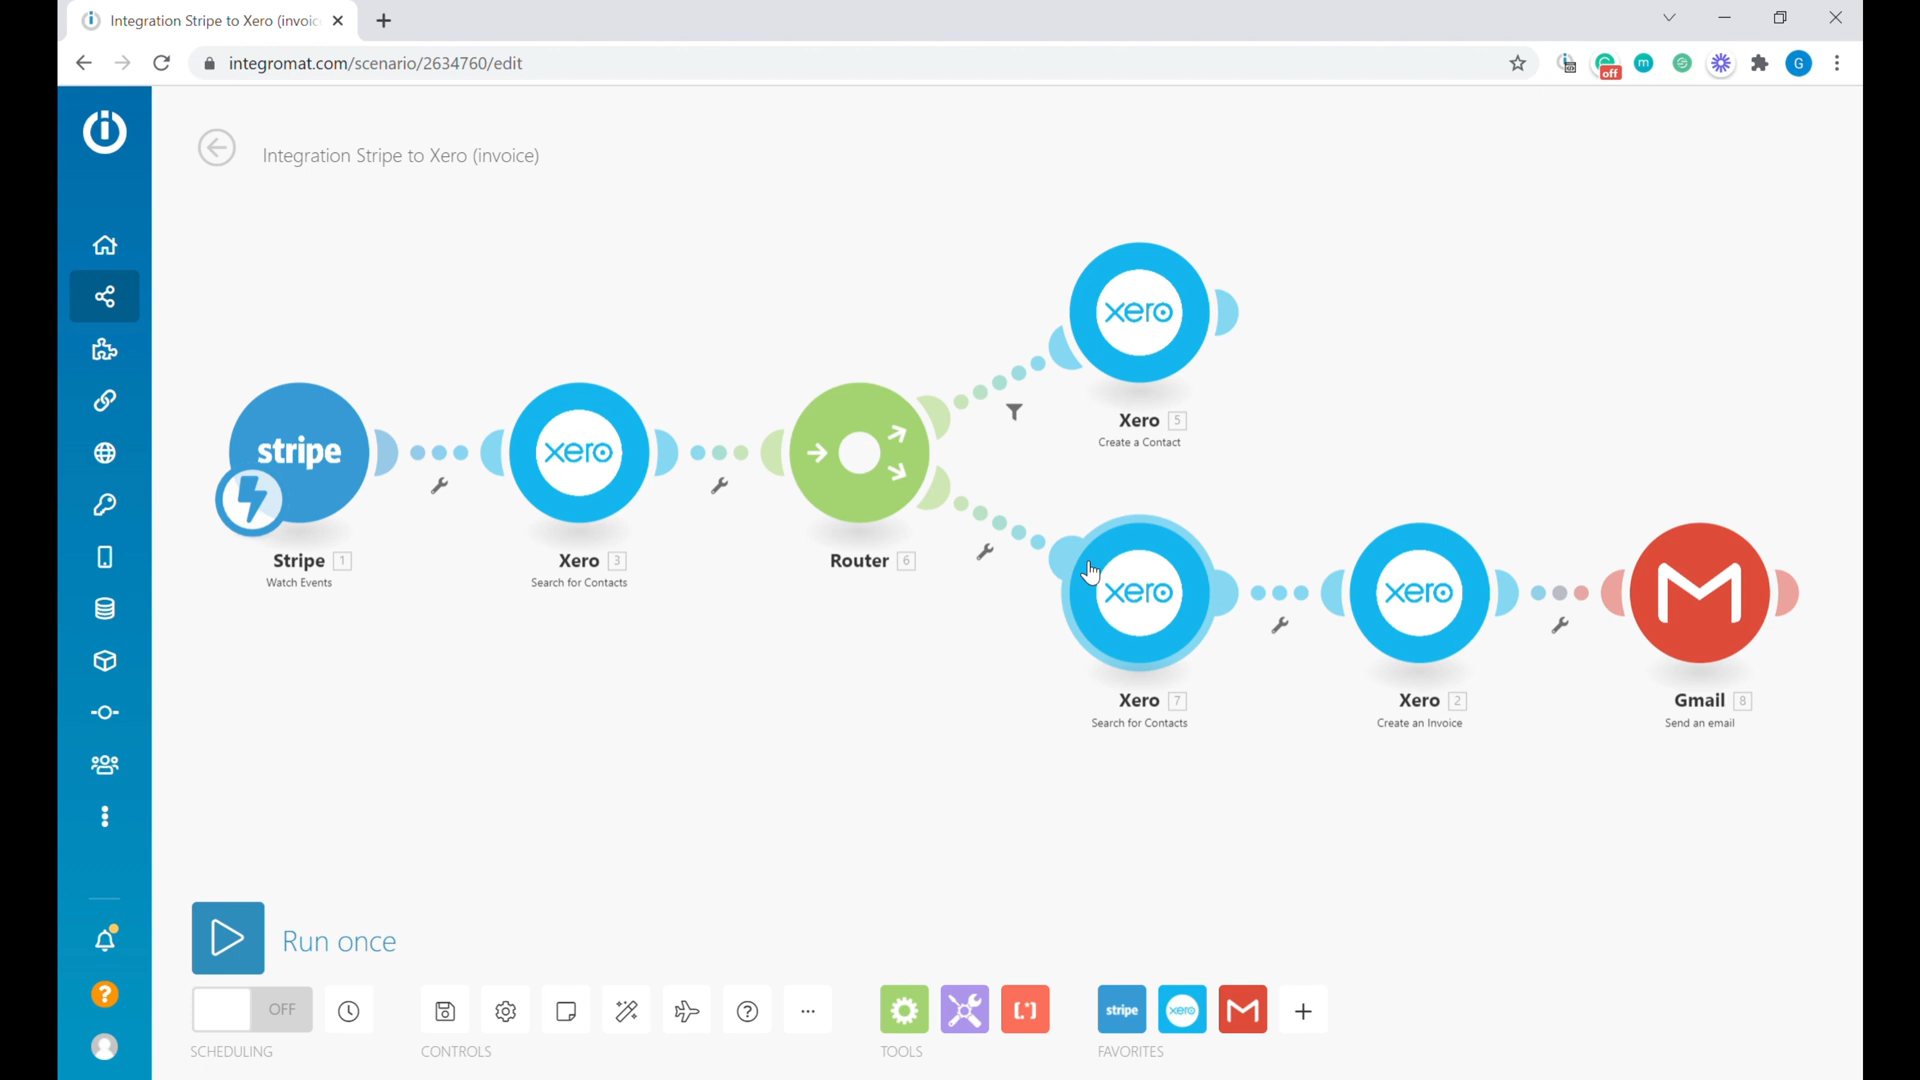 Integration Stripe to Xero (invoic
integromat.com/scenario/2634760/edit
off
m
G
Integration Stripe to Xero (invoice)
xero
Xero 5
Create a Contact
stripe
xero
Stripe 1
Watch Events
Xero 3
Search for Contacts
Router 6
xero
xero
Xero 7
Search for Contacts
Xero 2
Create an Invoice
Gmail 8
Send an email
Run once
OFF
SCHEDULING
CONTROLS
TOOLS
stripe
xero
FAVORITES